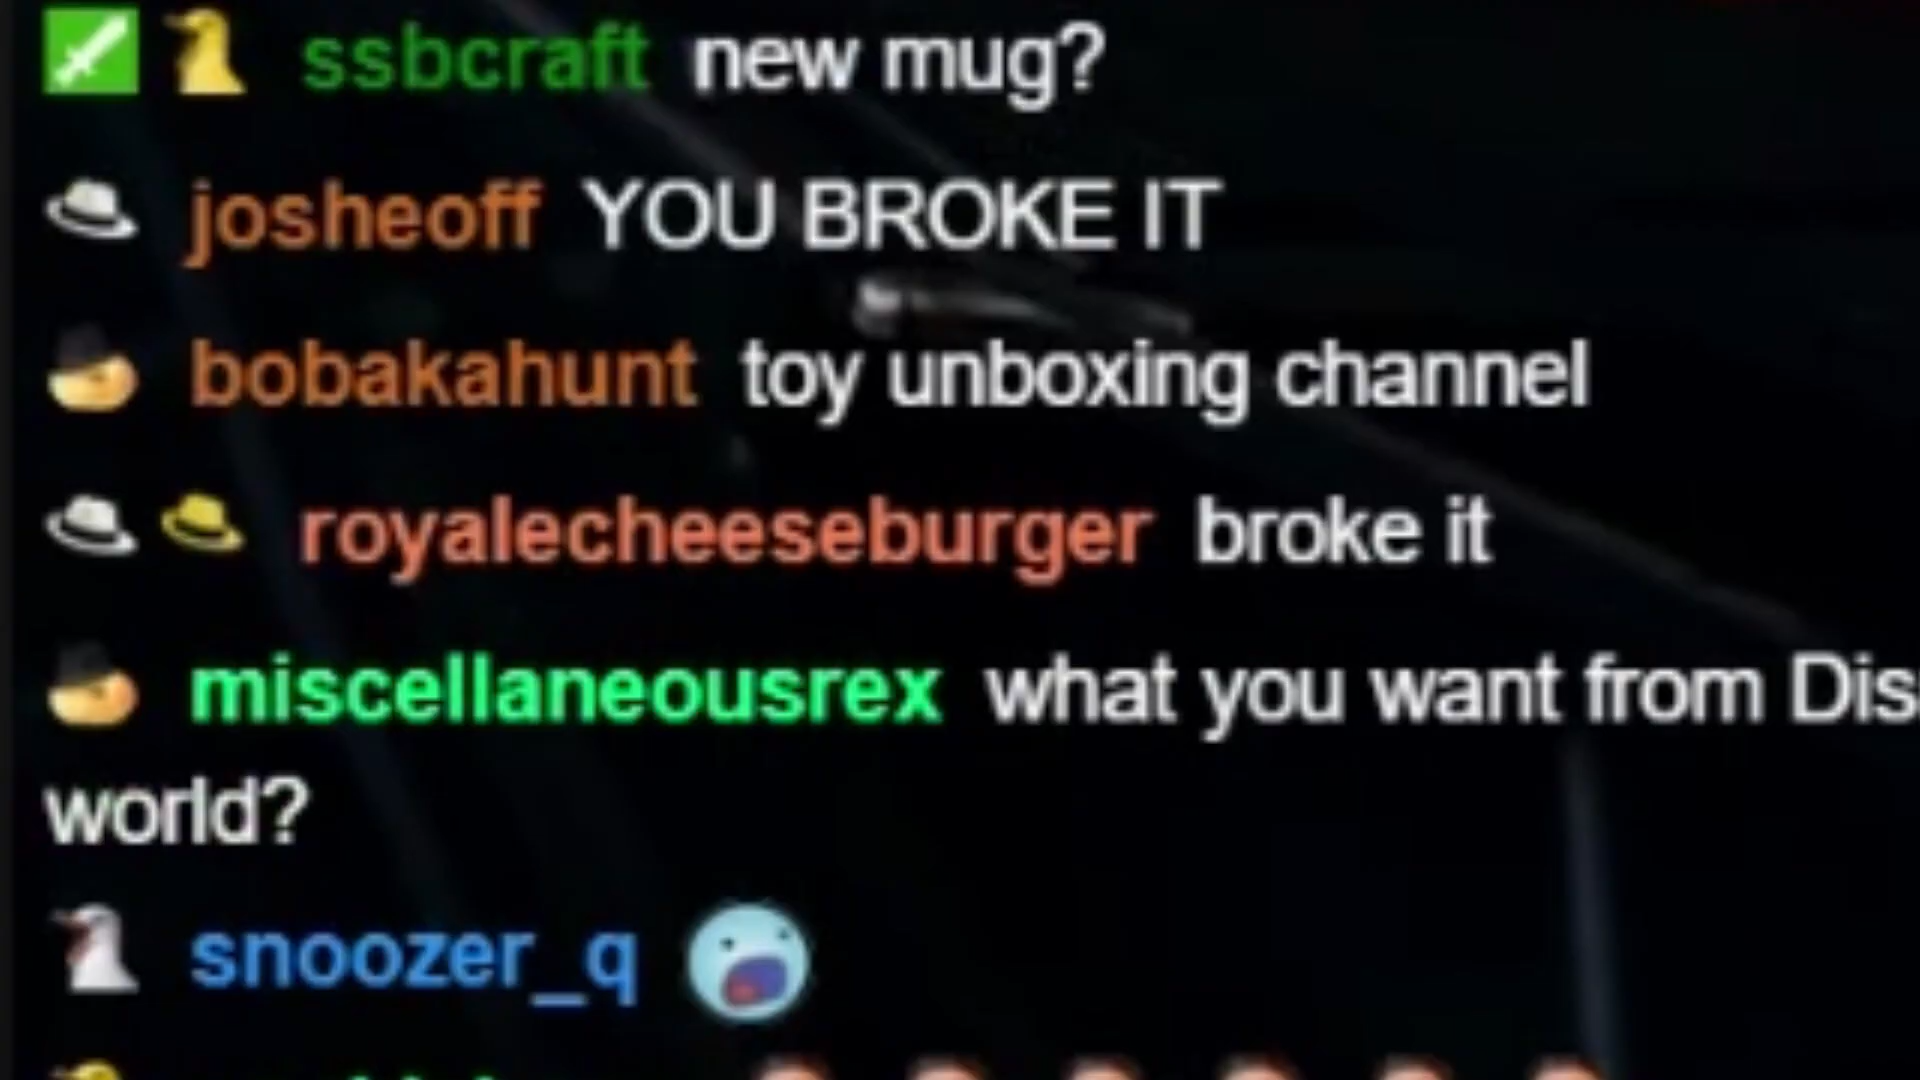 ssbcraft new mug?
josheoff YOU BROKE IT
bobakahunt toy unboxing channel
royalecheeseburger broke it
miscellaneousrex what you want from Dis
world?
snoozer_q